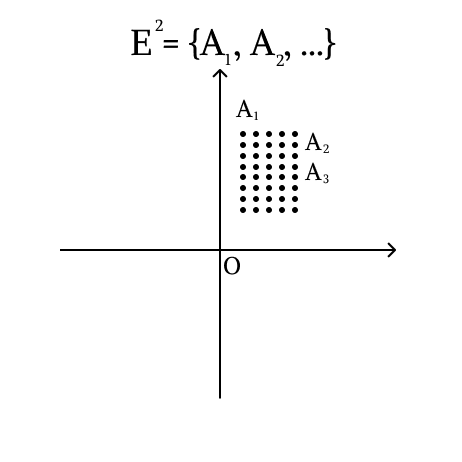 E² = {A₁, A₂, ...}
A₁
A₂
A₃
O